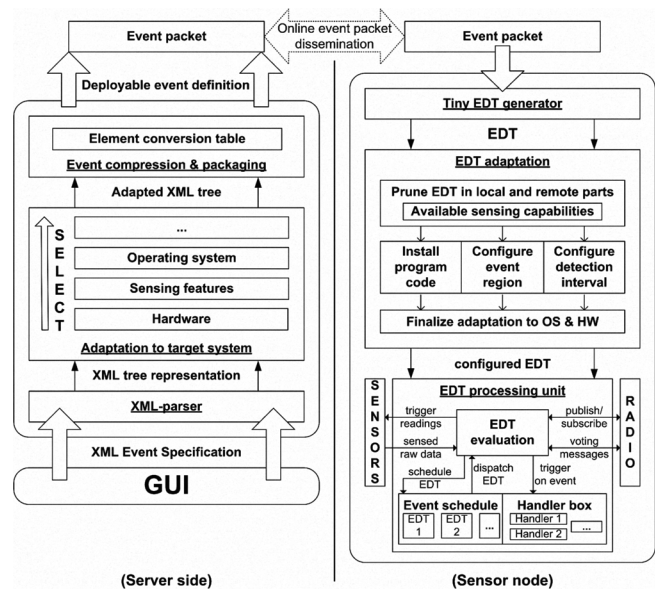 Event packet
Online event packet
dissemination
Event packet
Deployable event definition
Element conversion table
Event compression & packaging
Adapted XML tree
SELECT
...
Operating system
Sensing features
Hardware
Adaptation to target system
XML tree representation
XML-parser
XML Event Specification
GUI
(Server side)
Tiny EDT generator
EDT
EDT adaptation
Prune EDT in local and remote parts
Available sensing capabilities
Install
program
code
Configure
event
region
Configure
detection
interval
Finalize adaptation to OS & HW
configured EDT
SENSORS
EDT processing unit
RADIO
trigger
readings
EDT
evaluation
publish/
subscribe
sensed
raw data
voting
messages
schedule
EDT
dispatch
EDT
trigger
on event
Event schedule
EDT
1
EDT
2
...
Handler box
Handler 1
Handler 2
...
(Sensor node)